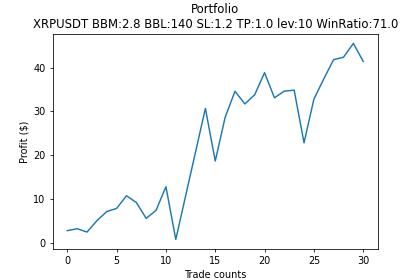 Portfolio
XRPUSDT BBM:2.8 BBL:140 SL:1.2 TP:1.0 lev:10 WinRatio:71.0
40
30
20
10
0
Profit ($)
0 5 10 15 20 25 30
Trade counts